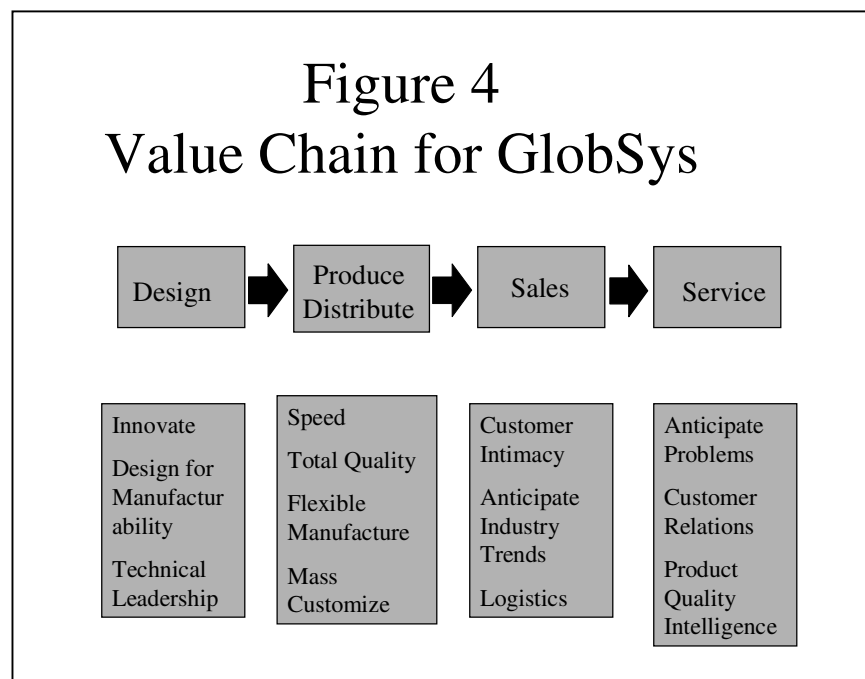 Figure 4
Value Chain for GlobSys
Design
Produce
Distribute
Sales
Service
Innovate
Design for
Manufactur
ability
Technical
Leadership
Speed
Total Quality
Flexible
Manufacture
Mass
Customize
Customer
Intimacy
Anticipate
Industry
Trends
Logistics
Anticipate
Problems
Customer
Relations
Product
Quality
Intelligence